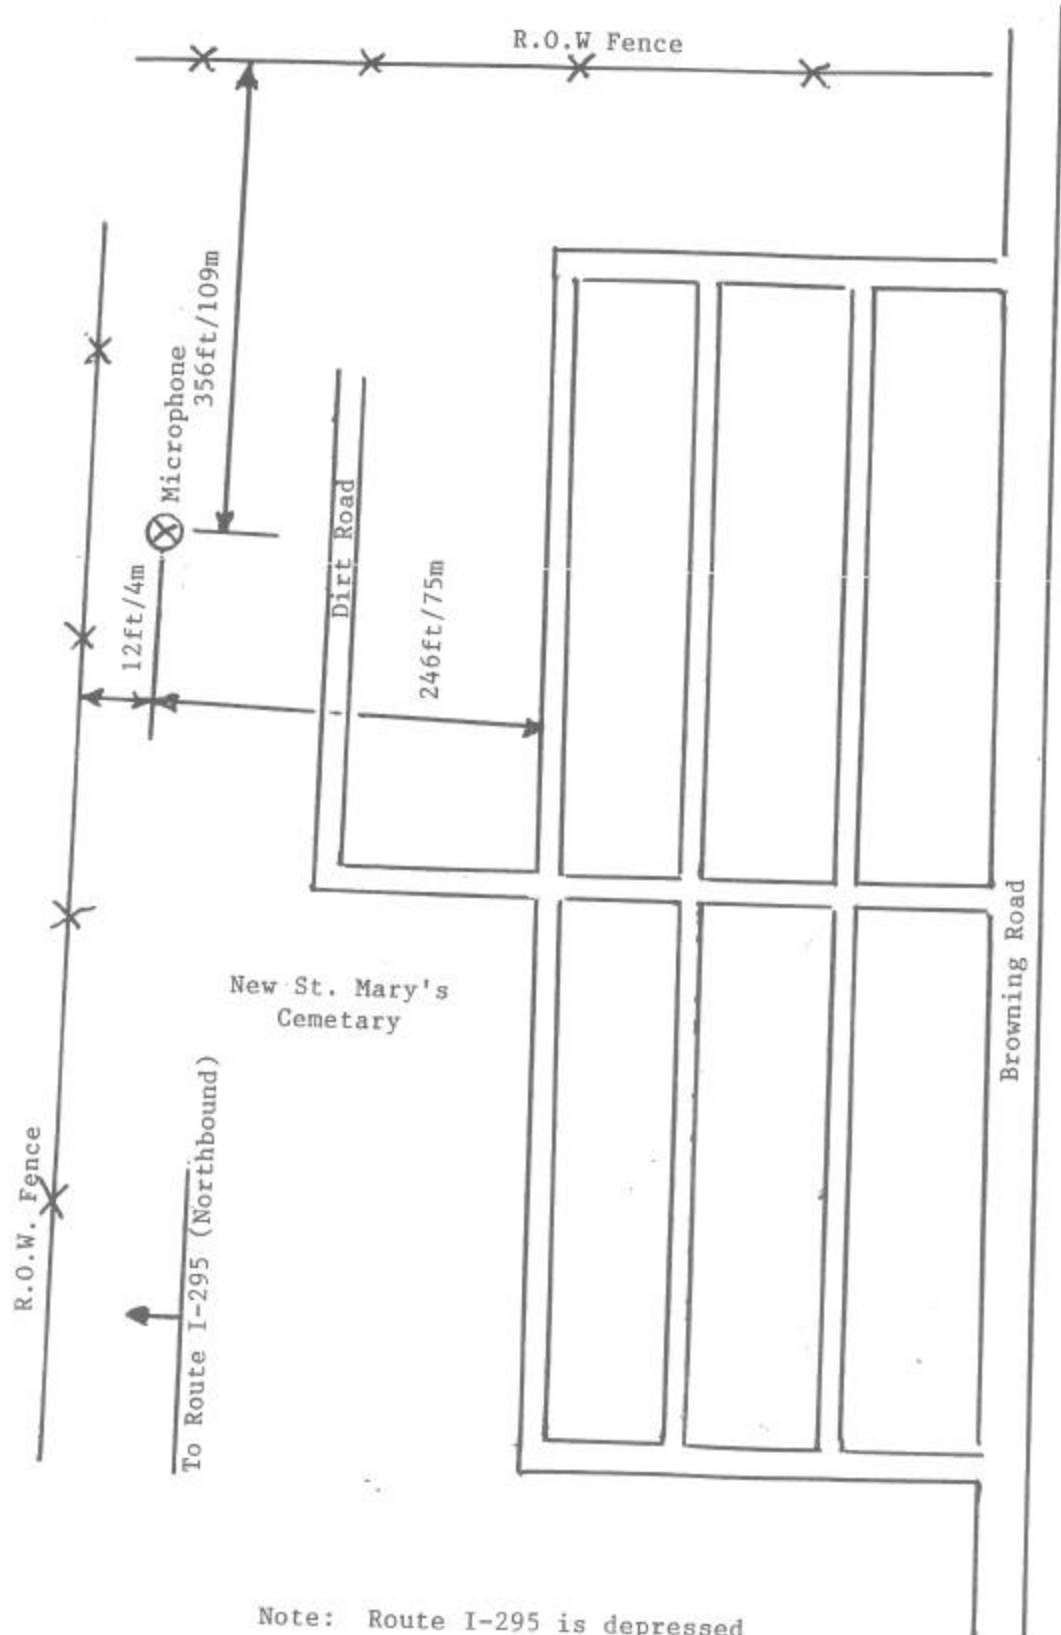 R.O.W Fence
Microphone
356ft/109m
12ft/4m
Dirt Road
246ft/75m
New St. Mary's
Cemetary
Browning Road
R.O.W. Fence
To Route I-295 (Northbound)
Note: Route I-295 is depressed